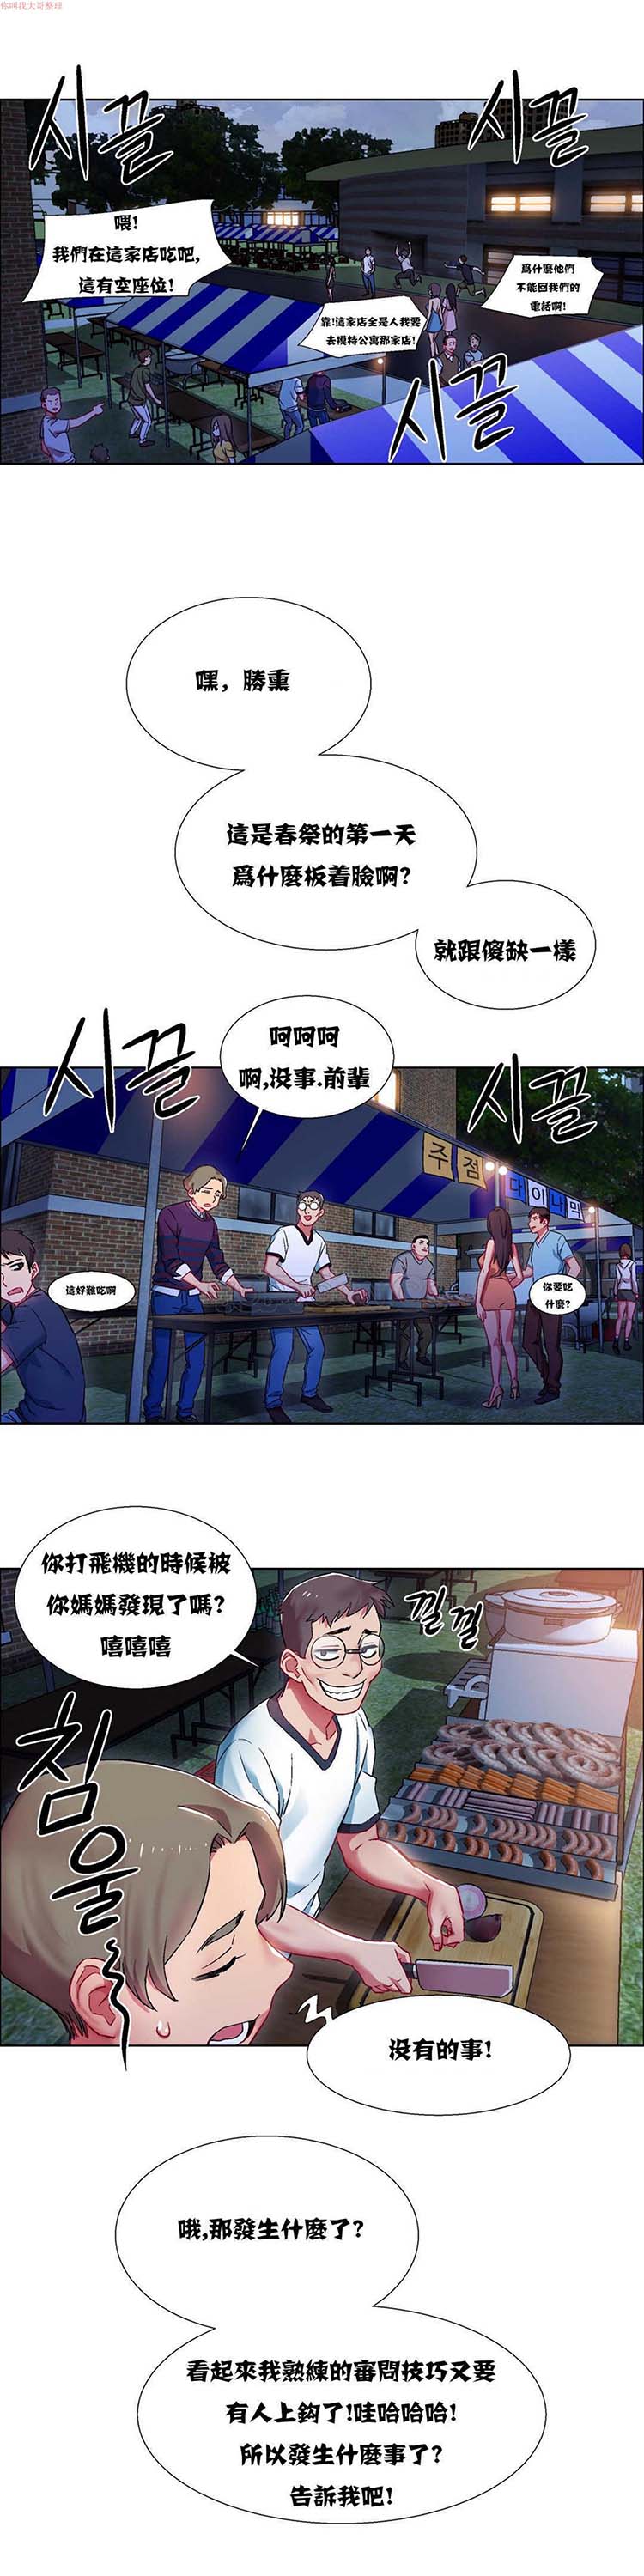 你叫我大哥整理
시끌
시끌
喂!
我們在這家店吃吧,
這有空座位!
爲什麼他們
不能回我們的
電話啊!
靠!這家店全是人我要
去模特公寓那家店!
시끌
嘿，勝熏
這是春祭的第一天
爲什麼板着臉啊?
就跟傻缺一樣
呵呵呵
啊,没事.前輩
시끌
시끌
주점
다이나믹
這好難吃啊
你要吃
什麼?
你打飛機的時候被
你媽媽發現了嗎?
嘻嘻嘻
낄낄
침울
没有的事!
哦,那發生什麼了?
看起來我熟練的審問技巧又要
有人上鈎了!哇哈哈哈!
所以發生什麼事了?
告訴我吧!